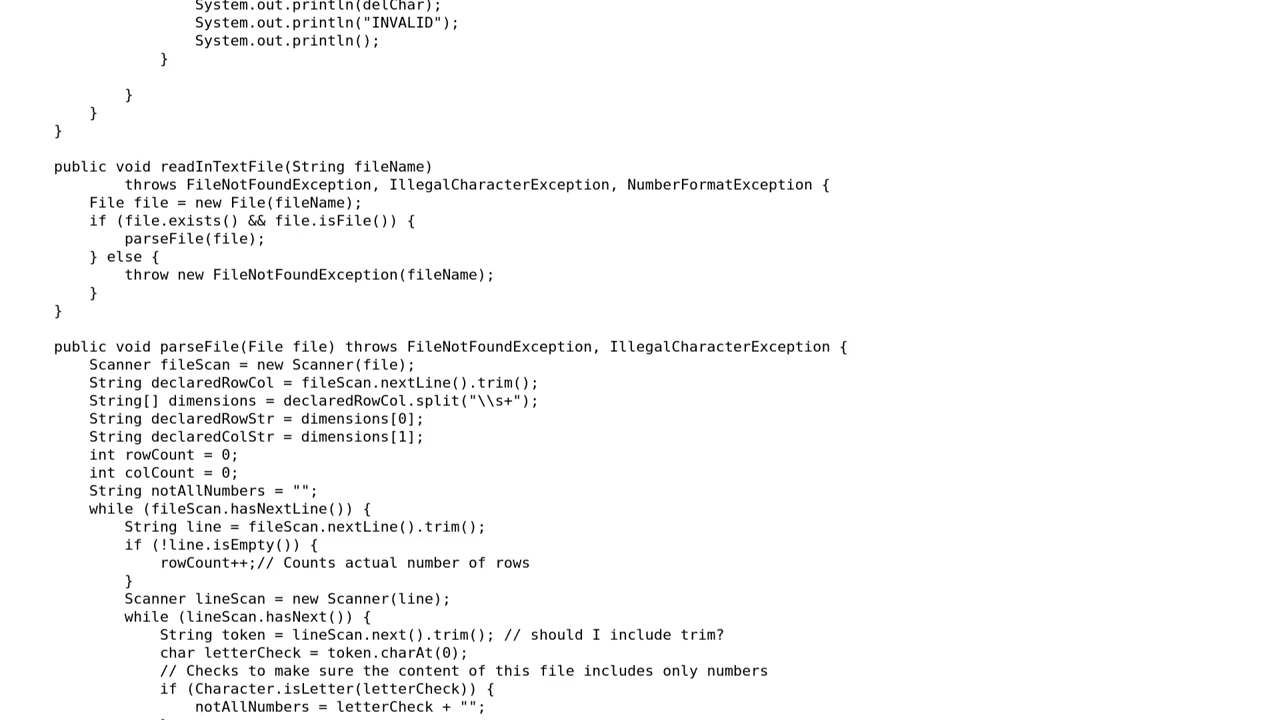 System.out.println(delChar);
System.out.println("INVALID");
System.out.println();
}
}
}
}
public void readInTextFile(String fileName)
throws FileNotFoundException, IllegalCharacterException, NumberFormatException {
File file = new File(fileName);
if (file.exists() && file.isFile()) {
parseFile(file);
} else {
throw new FileNotFoundException(fileName);
}
}
public void parseFile(File file) throws FileNotFoundException, IllegalCharacterException {
Scanner fileScan = new Scanner(file);
String declaredRowCol = fileScan.nextLine().trim();
String[] dimensions = declaredRowCol.split("\\s+");
String declaredRowStr = dimensions[0];
String declaredColStr = dimensions[1];
int rowCount = 0;
int colCount = 0;
String notAllNumbers = "";
while (fileScan.hasNextLine()) {
String line = fileScan.nextLine().trim();
if (!line.isEmpty()) {
rowCount++;// Counts actual number of rows
}
Scanner lineScan = new Scanner(line);
while (lineScan.hasNext()) {
String token = lineScan.next().trim(); // should I include trim?
char letterCheck = token.charAt(0);
// Checks to make sure the content of this file includes only numbers
if (Character.isLetter(letterCheck)) {
notAllNumbers = letterCheck + "";